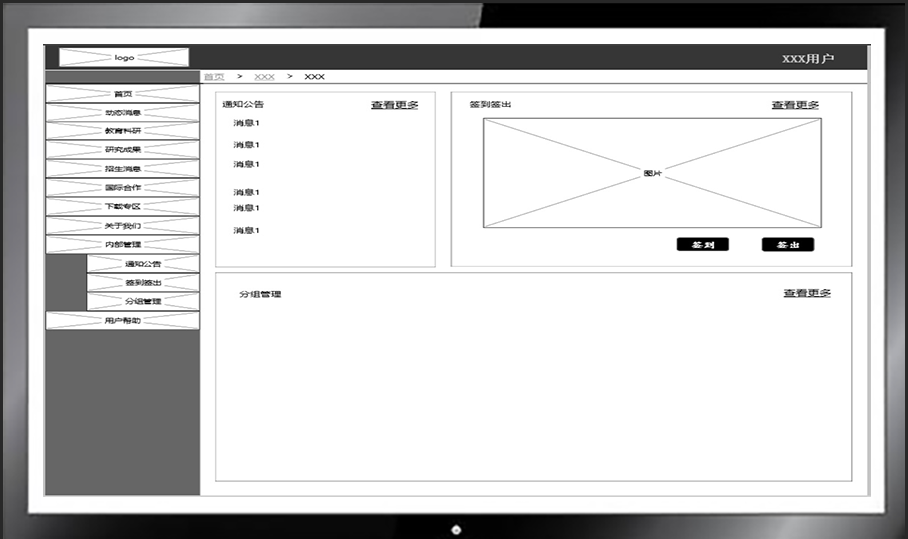 logo
XXX用户
首页 > XXX > XXX
首页
动态消息
教育科研
研究成果
招生消息
国际合作
下载专区
关于我们
内部管理
通知公告
签到签出
分组管理
用户帮助
通知公告 查看更多
消息1
消息1
消息1
消息1
消息1
消息1
签到签出 查看更多
图片
签到 签出
分组管理 查看更多